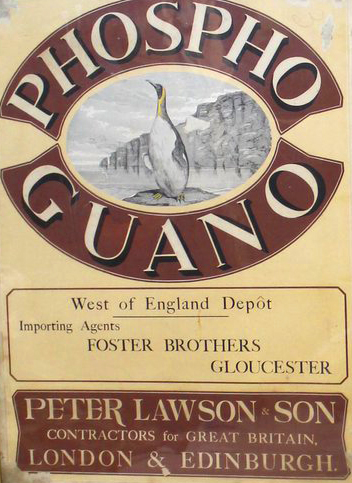 PHOSPHO
GUANO
West of England Depôt
Importing Agents
FOSTER BROTHERS
GLOUCESTER
PETER LAWSON & SON
CONTRACTORS for GREAT BRITAIN,
LONDON & EDINBURGH.